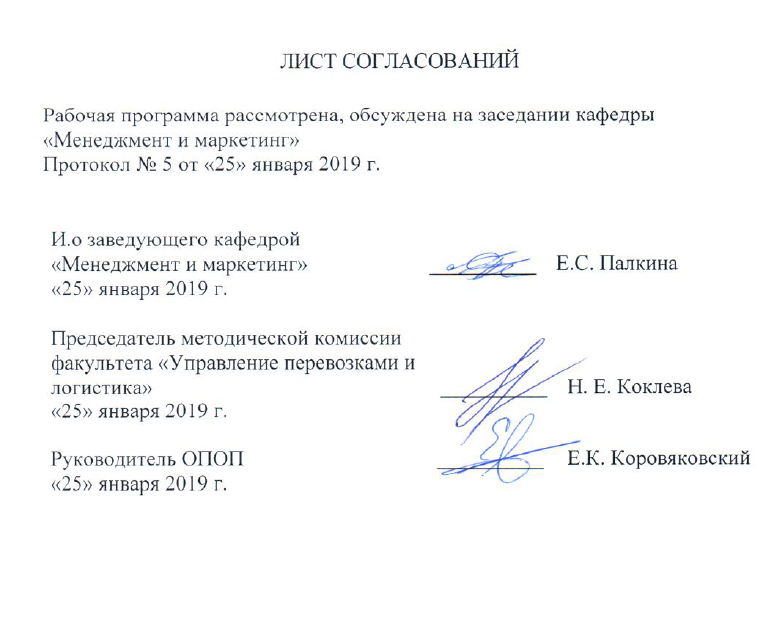 ЛИСТ СОГЛАСОВАНИЙ
Рабочая программа рассмотрена, обсуждена на заседании кафедры
«Менеджмент и маркетинг»
Протокол № 5 от «25» января 2019 г.
И.о заведующего кафедрой
«Менеджмент и маркетинг» Е.С. Палкина
«25» января 2019 г.
Председатель методической комиссии
факультета «Управление перевозками и
логистика» Н. Е. Коклева
«25» января 2019 г.
Руководитель ОПОП Е.К. Коровяковский
«25» января 2019 г.